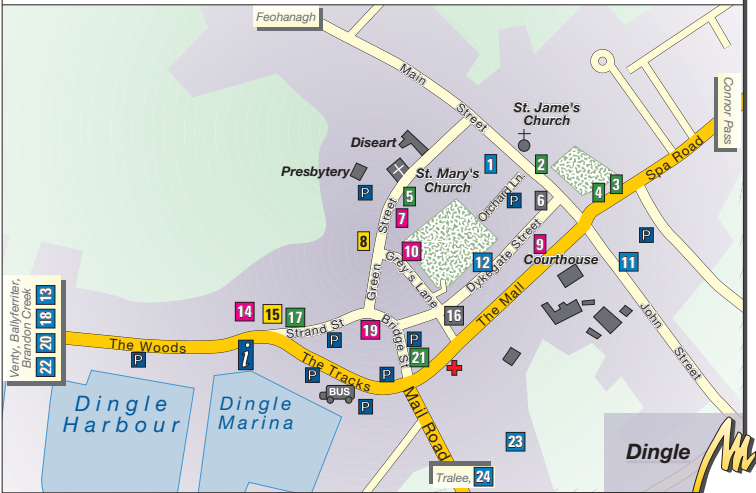 Feohanagh
Main
Street
St. Jame's
Church
Connor Pass
Diseart
Presbytery
St. Mary's
Church
1
2
Orchard Ln.
Spa Road
3
4
P
5
P
6
P
7
Street
8
10
Grey's Lane
12
Dykegate Street
9
Courthouse
11
Green
Venty, Ballyferriter,
Brandon Creek
13
18
20
22
14
15
17
Strand St
19
Bridge St
16
The Mall
John
Street
The Woods
P
i
P
P
21
The Tracks
P
P
BUS
P
Dingle
Harbour
Dingle
Marina
Mail Road
23
Tralee,
24
Dingle